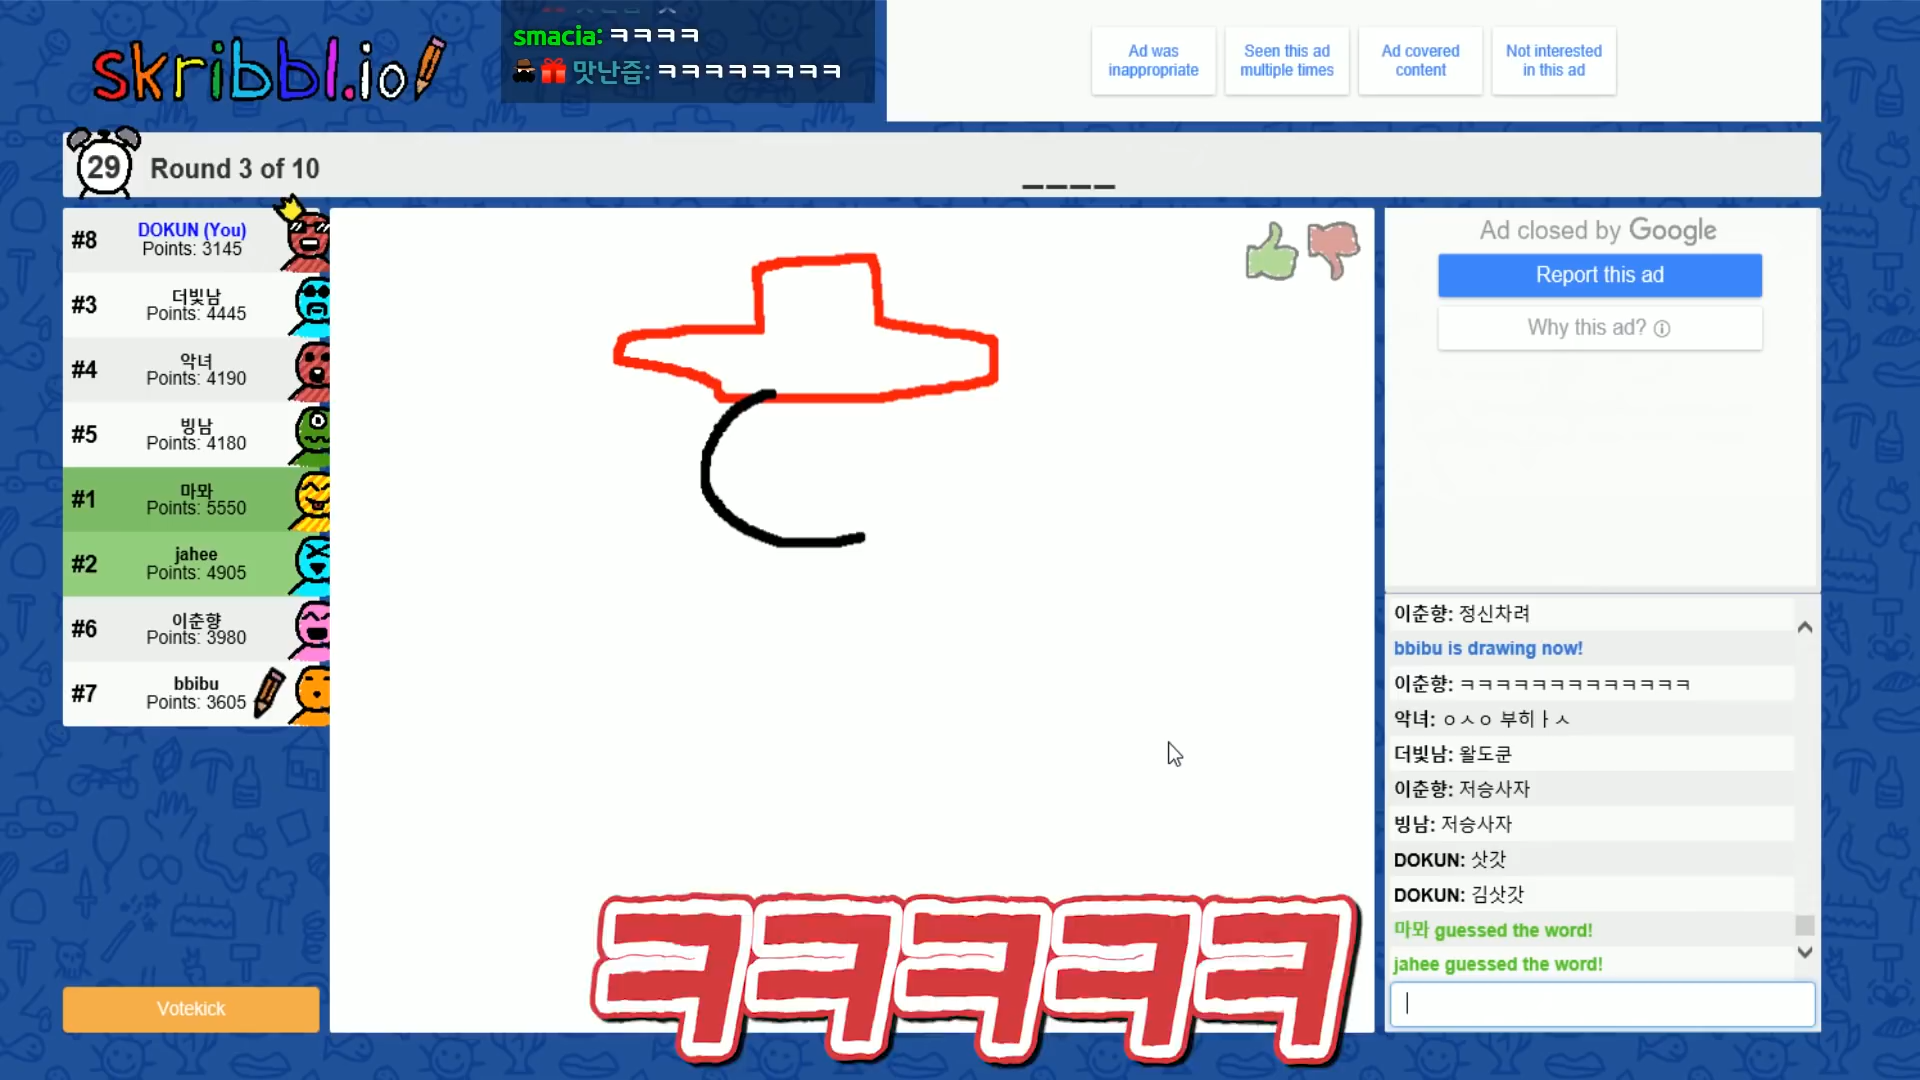 skribbl.io
smacia: ㅋㅋㅋㅋ
맛난즙: ㅋㅋㅋㅋㅋㅋㅋㅋ
Ad was
inappropriate
Seen this ad
multiple times
Ad covered
content
Not interested
in this ad
29
Round 3 of 10
_ _ _ _
#8
DOKUN (You)
Points: 3145
#3
더빛남
Points: 4445
#4
악녀
Points: 4190
#5
빙남
Points: 4180
#1
마뫄
Points: 5550
#2
jahee
Points: 4905
#6
이춘향
Points: 3980
#7
bbibu
Points: 3605
Votekick
Ad closed by Google
Report this ad
Why this ad?
이춘향: 정신차려
bbibu is drawing now!
이춘향: ㅋㅋㅋㅋㅋㅋㅋㅋㅋㅋㅋㅋㅋ
악녀: ㅇㅅㅇ 부히ㅏㅅ
더빛남: 왈도쿤
이춘향: 저승사자
빙남: 저승사자
DOKUN: 삿갓
DOKUN: 김삿갓
마뫄 guessed the word!
jahee guessed the word!
ㅋㅋㅋㅋㅋ